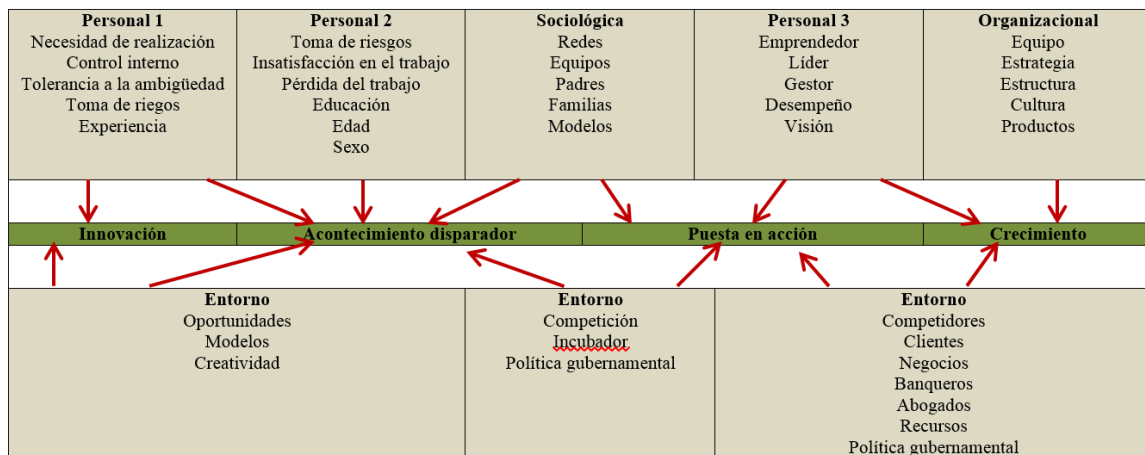 Personal 1
Necesidad de realización
Control interno
Tolerancia a la ambigüedad
Toma de riegos
Experiencia
Personal 2
Toma de riesgos
Insatisfacción en el trabajo
Pérdida del trabajo
Educación
Edad
Sexo
Sociológica
Redes
Equipos
Padres
Familias
Modelos
Personal 3
Emprendedor
Líder
Gestor
Desempeño
Visión
Organizacional
Equipo
Estrategia
Estructura
Cultura
Productos
Innovación
Acontecimiento disparador
Puesta en acción
Crecimiento
Entorno
Oportunidades
Modelos
Creatividad
Entorno
Competición
Incubador
Política gubernamental
Entorno
Competidores
Clientes
Negocios
Banqueros
Abogados
Recursos
Política gubernamental